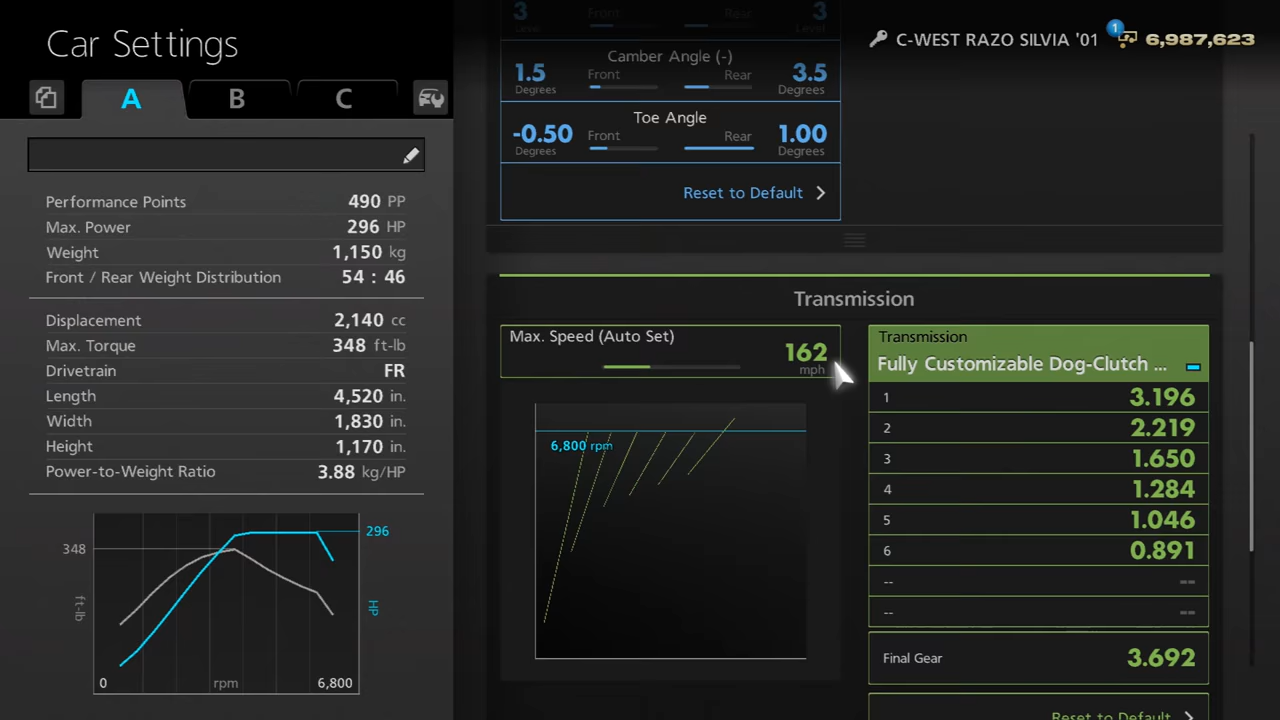 Car Settings
C-WEST RAZO SILVIA '01
1
6,987,623
A
B
C
Performance Points 490 PP
Max. Power 296 HP
Weight 1,150 kg
Front / Rear Weight Distribution 54 : 46
Displacement 2,140 cc
Max. Torque 348 ft-lb
Drivetrain FR
Length 4,520 in.
Width 1,830 in.
Height 1,170 in.
Power-to-Weight Ratio 3.88 kg/HP
348
296
ft-lb
HP
0 rpm 6,800
3 Front Rear 3
Level Level
Camber Angle (-)
1.5 Front Rear 3.5
Degrees Degrees
Toe Angle
-0.50 Front Rear 1.00
Degrees Degrees
Reset to Default
Transmission
Max. Speed (Auto Set)
162
mph
6,800 rpm
Transmission
Fully Customizable Dog-Clutch ...
1 3.196
2 2.219
3 1.650
4 1.284
5 1.046
6 0.891
-- --
-- --
Final Gear 3.692
Reset to Default